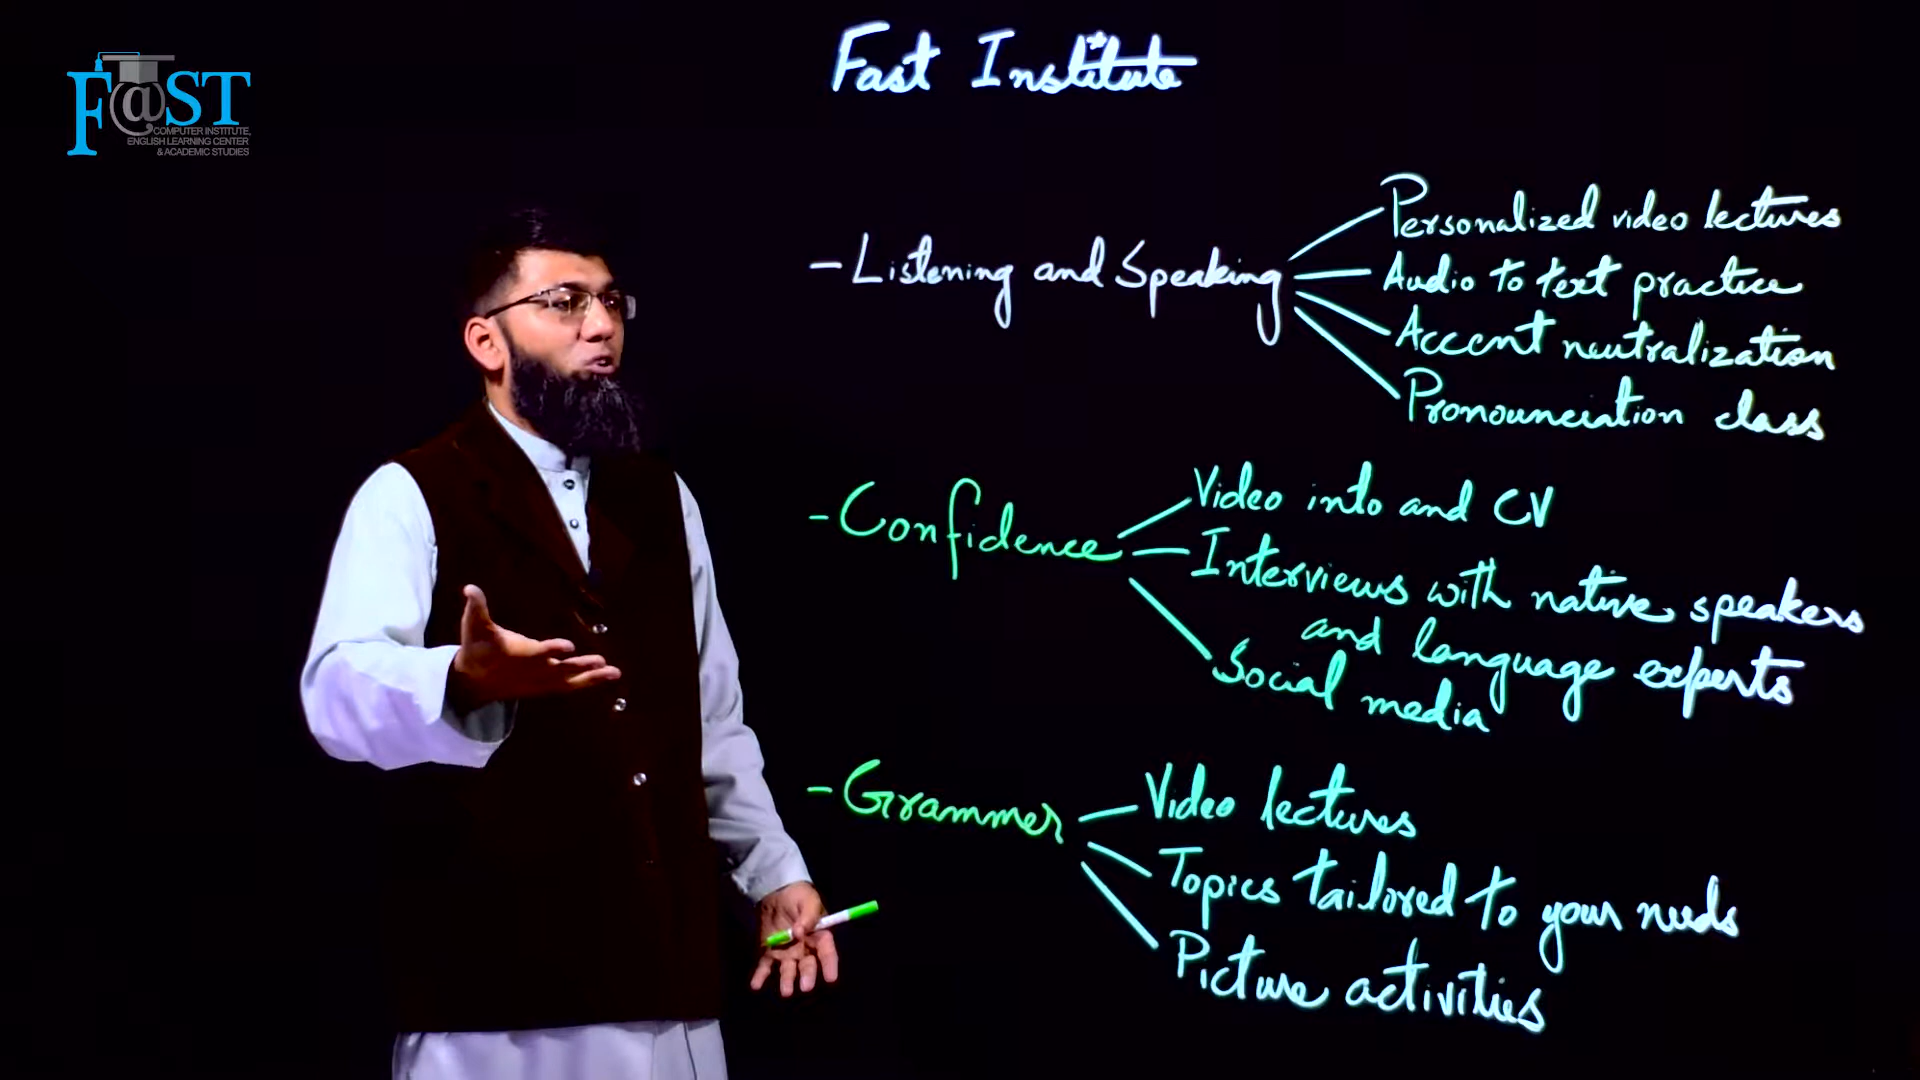 F@ST
COMPUTER INSTITUTE,
ENGLISH LEARNING CENTER
& ACADEMIC STUDIES
Fast Institute
- Listening and Speaking
Personalized video lectures
Audio to text practice
Accent neutralization
Pronounciation class
- Confidence
Video into and CV
Interviews with native speakers
and language experts
Social media
- Grammer
Video lectures
Topics tailored to your needs
Picture activities